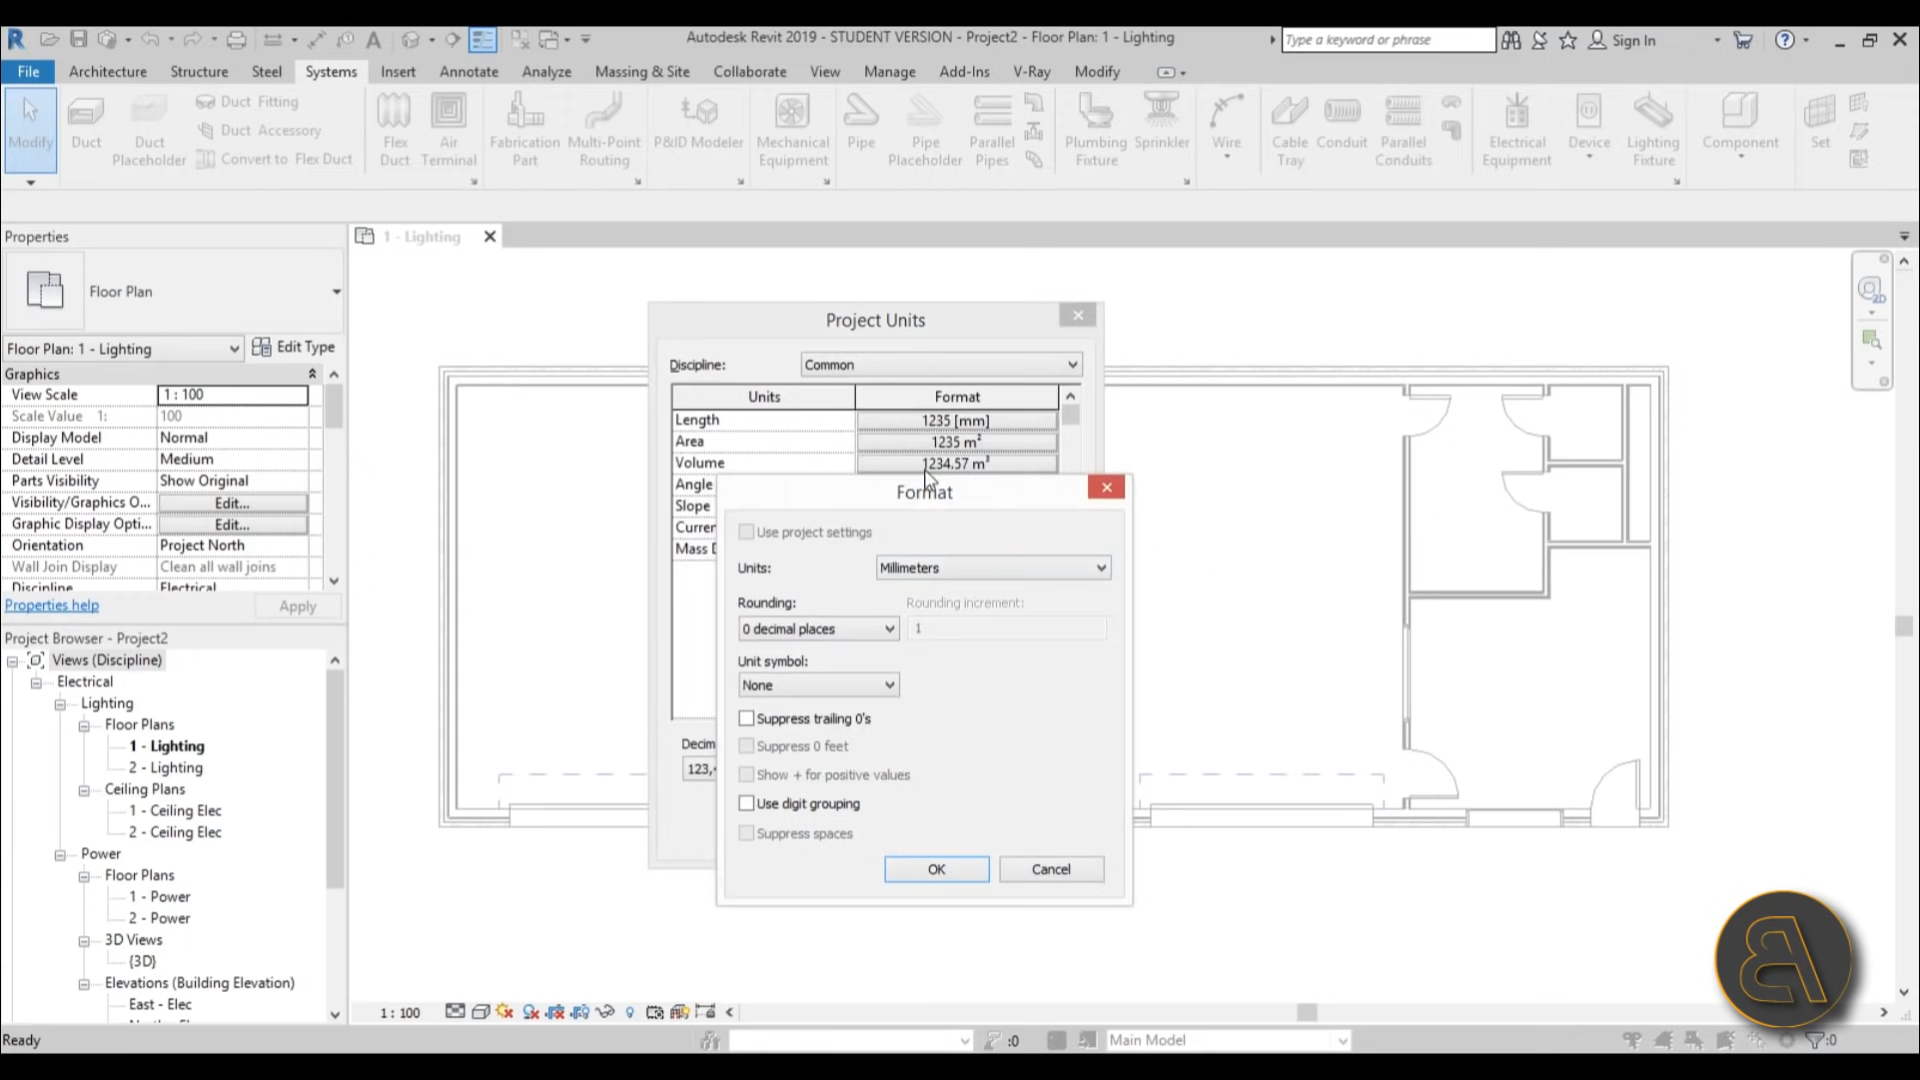 Autodesk Revit 2019 - STUDENT VERSION - Project2 - Floor Plan: 1 - Lighting
Type a keyword or phrase
Sign In
File Architecture Structure Steel Systems Insert Annotate Analyze Massing & Site Collaborate View Manage Add-Ins V-Ray Modify
Modify
Duct
Duct Placeholder
Duct Fitting
Duct Accessory
Convert to Flex Duct
Flex Duct
Air Terminal
Fabrication Part
Multi-Point Routing
P&ID Modeler
Mechanical Equipment
Pipe
Pipe Placeholder
Parallel Pipes
Plumbing Fixture
Sprinkler
Wire
Cable Tray
Conduit
Parallel Conduits
Electrical Equipment
Device
Lighting Fixture
Component
Set
Properties
Floor Plan
Floor Plan: 1 - Lighting
Edit Type
Graphics
View Scale 1 : 100
Scale Value 1: 100
Display Model Normal
Detail Level Medium
Parts Visibility Show Original
Visibility/Graphics O... Edit...
Graphic Display Opti... Edit...
Orientation Project North
Wall Join Display Clean all wall joins
Discipline Electrical
Properties help
Apply
Project Browser - Project2
Views (Discipline)
Electrical
Lighting
Floor Plans
1 - Lighting
2 - Lighting
Ceiling Plans
1 - Ceiling Elec
2 - Ceiling Elec
Power
Floor Plans
1 - Power
2 - Power
3D Views
{3D}
Elevations (Building Elevation)
East - Elec
1 - Lighting
2D
Project Units
Discipline: Common
Units Format
Length 1235 [mm]
Area 1235 m²
Volume 1234.57 m³
Angle
Slope
Curren
Mass D
Decim
123,
Format
Use project settings
Units: Millimeters
Rounding: Rounding increment:
0 decimal places 1
Unit symbol:
None
Suppress trailing 0's
Suppress 0 feet
Show + for positive values
Use digit grouping
Suppress spaces
OK Cancel
1 : 100
Ready
:0
Main Model
:0